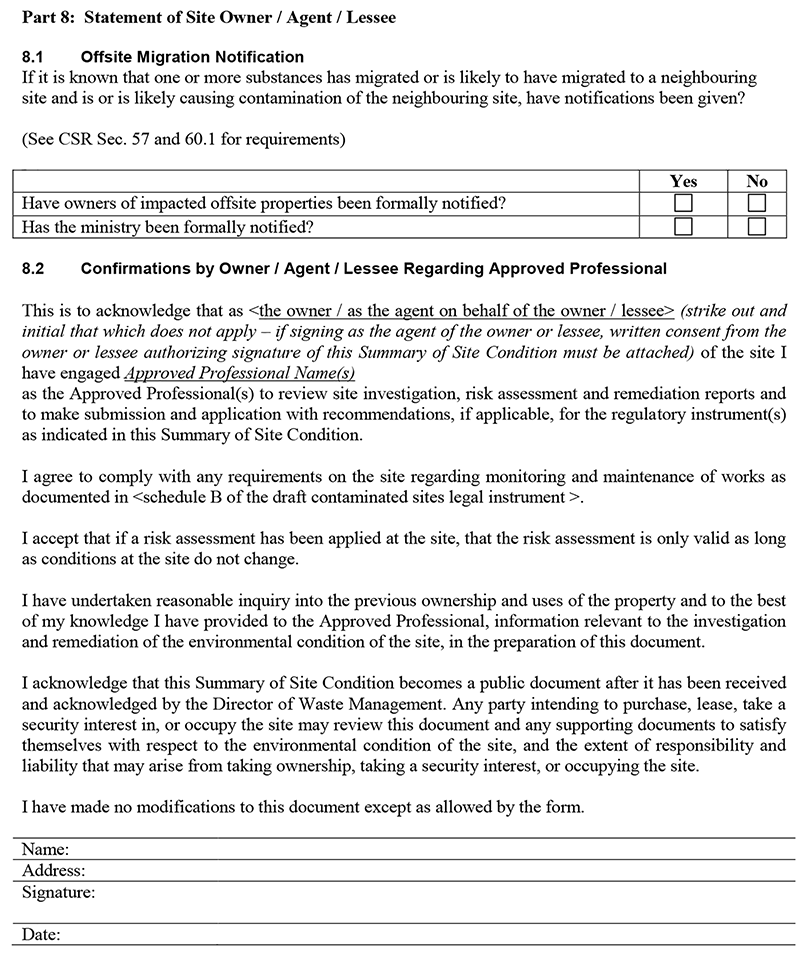 Part 8:  Statement of Site Owner / Agent / Lessee
8.1 Offsite Migration Notification
If it is known that one or more substances has migrated or is likely to have migrated to a neighbouring
site and is or is likely causing contamination of the neighbouring site, have notifications been given?
(See CSR Sec. 57 and 60.1 for requirements)
Yes No
Have owners of impacted offsite properties been formally notified?
Has the ministry been formally notified?
8.2 Confirmations by Owner / Agent / Lessee Regarding Approved Professional
This is to acknowledge that as <the owner / as the agent on behalf of the owner / lessee> (strike out and
initial that which does not apply – if signing as the agent of the owner or lessee, written consent from the
owner or lessee authorizing signature of this Summary of Site Condition must be attached) of the site I
have engaged Approved Professional Name(s)
as the Approved Professional(s) to review site investigation, risk assessment and remediation reports and
to make submission and application with recommendations, if applicable, for the regulatory instrument(s)
as indicated in this Summary of Site Condition.
I agree to comply with any requirements on the site regarding monitoring and maintenance of works as
documented in <schedule B of the draft contaminated sites legal instrument >.
I accept that if a risk assessment has been applied at the site, that the risk assessment is only valid as long
as conditions at the site do not change.
I have undertaken reasonable inquiry into the previous ownership and uses of the property and to the best
of my knowledge I have provided to the Approved Professional, information relevant to the investigation
and remediation of the environmental condition of the site, in the preparation of this document.
I acknowledge that this Summary of Site Condition becomes a public document after it has been received
and acknowledged by the Director of Waste Management. Any party intending to purchase, lease, take a
security interest in, or occupy the site may review this document and any supporting documents to satisfy
themselves with respect to the environmental condition of the site, and the extent of responsibility and
liability that may arise from taking ownership, taking a security interest, or occupying the site.
I have made no modifications to this document except as allowed by the form.
Name:
Address:
Signature:
Date: